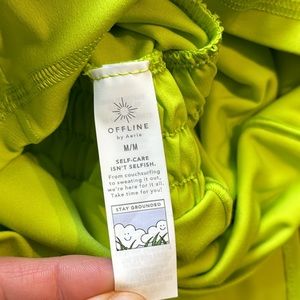 OFFLINE
by Aerie
M/M
SELF-CARE
ISN'T SELFISH.
From couchsurfing
to sweating it out,
we're here for it all.
Take time for you!
STAY GROUNDED